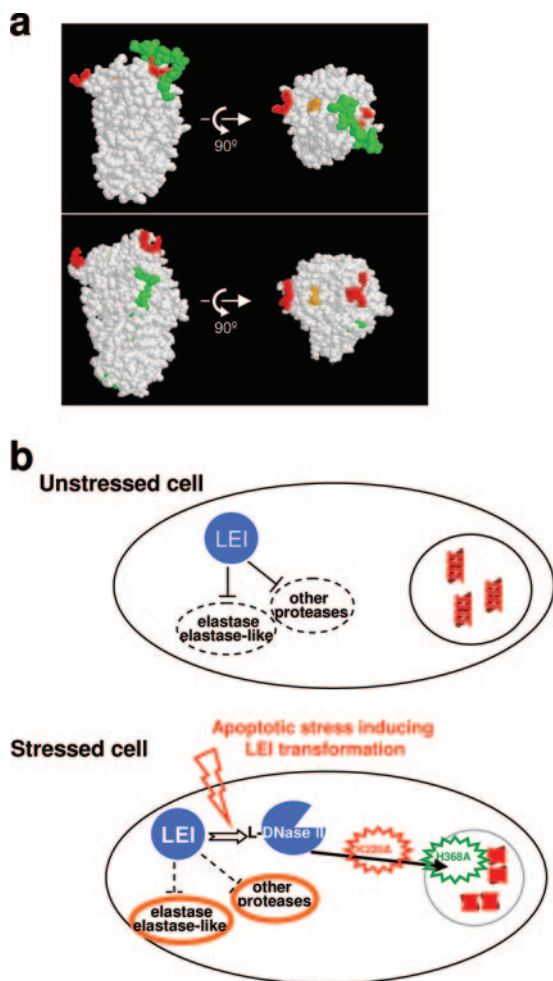 a
90º
90º
b
Unstressed cell
LEI
other
proteases
elastase
elastase-like
Apoptotic stress inducing
LEI transformation
Stressed cell
LEI
L-DNase II
H368A
other
proteases
elastase
elastase-like